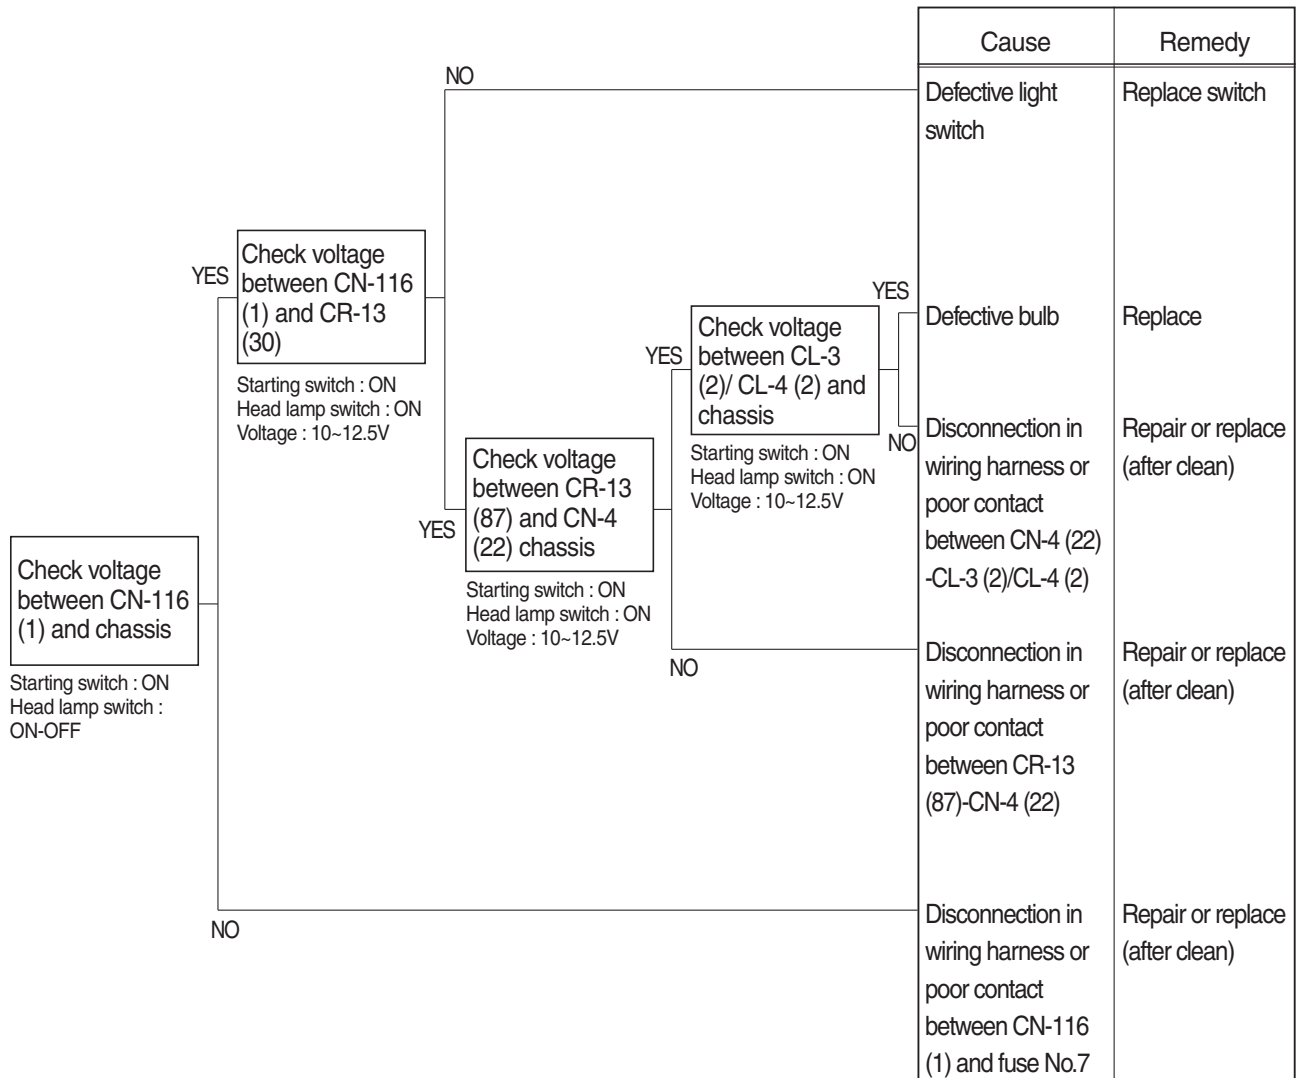 Cause
Remedy
NO
Defective light
switch
Replace switch
YES
Check voltage
between CN-116
(1) and CR-13
(30)
Starting switch : ON
Head lamp switch : ON
Voltage : 10~12.5V
YES
Defective bulb
Replace
YES
Check voltage
between CL-3
(2)/ CL-4 (2) and
chassis
Starting switch : ON
Head lamp switch : ON
Voltage : 10~12.5V
NO
Disconnection in
wiring harness or
poor contact
between CN-4 (22)
-CL-3 (2)/CL-4 (2)
Repair or replace
(after clean)
YES
Check voltage
between CR-13
(87) and CN-4
(22) chassis
Starting switch : ON
Head lamp switch : ON
Voltage : 10~12.5V
Check voltage
between CN-116
(1) and chassis
Starting switch : ON
Head lamp switch :
ON-OFF
NO
Disconnection in
wiring harness or
poor contact
between CR-13
(87)-CN-4 (22)
Repair or replace
(after clean)
NO
Disconnection in
wiring harness or
poor contact
between CN-116
(1) and fuse No.7
Repair or replace
(after clean)